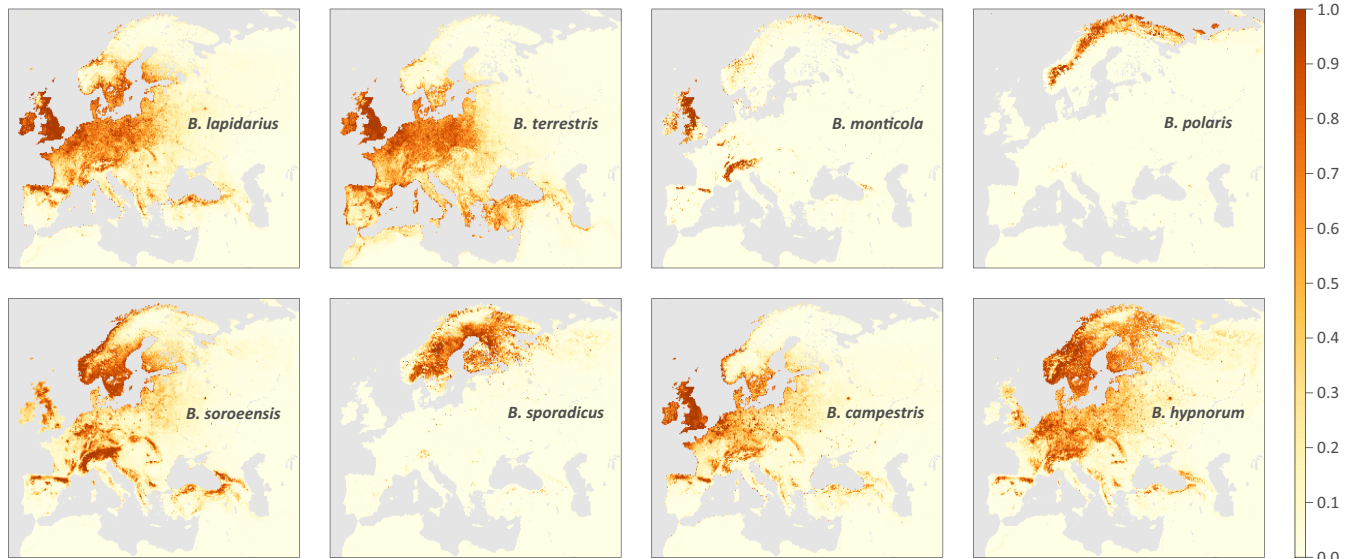 B. lapidarius
B. terrestris
B. monticola
B. polaris
B. soroeensis
B. sporadicus
B. campestris
B. hypnorum
1.0
0.9
0.8
0.7
0.6
0.5
0.4
0.3
0.2
0.1
0.0